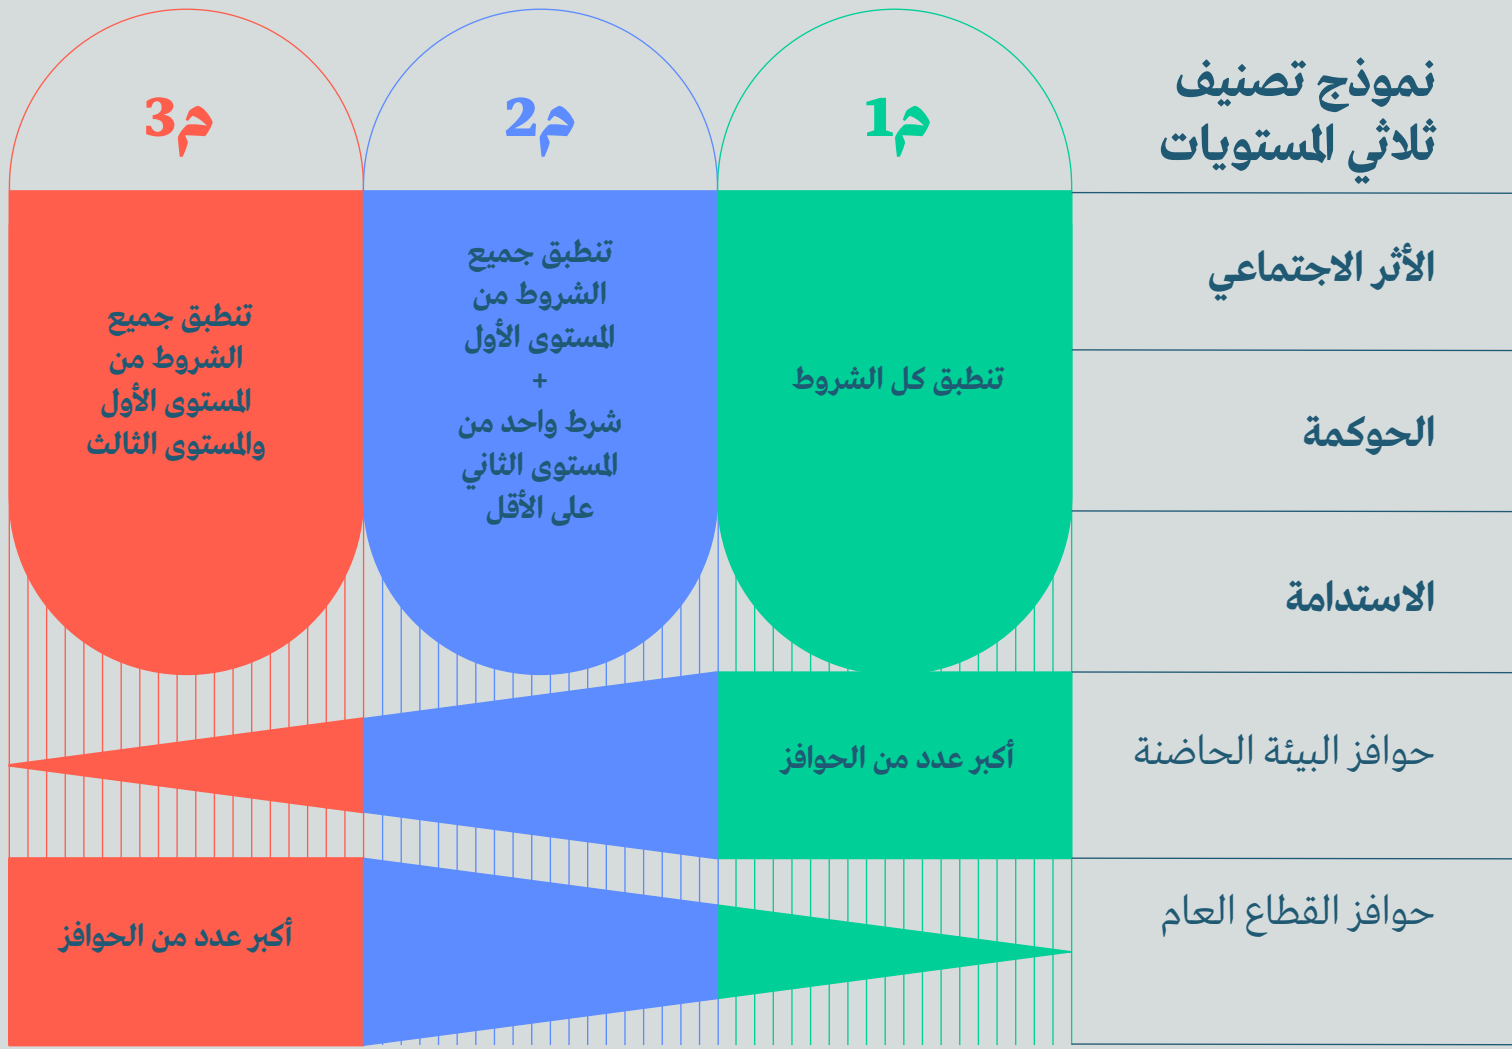 نموذج تصنيف
ثلاثي المستويات
م1
م2
م3
الأثر الاجتماعي
الحوكمة
الاستدامة
تنطبق كل الشروط
تنطبق جميع
الشروط من
المستوى الأول
+
شرط واحد من
المستوى الثاني
على الأقل
تنطبق جميع
الشروط من
المستوى الأول
والمستوى الثالث
حوافز البيئة الحاضنة
أكبر عدد من الحوافز
حوافز القطاع العام
أكبر عدد من الحوافز